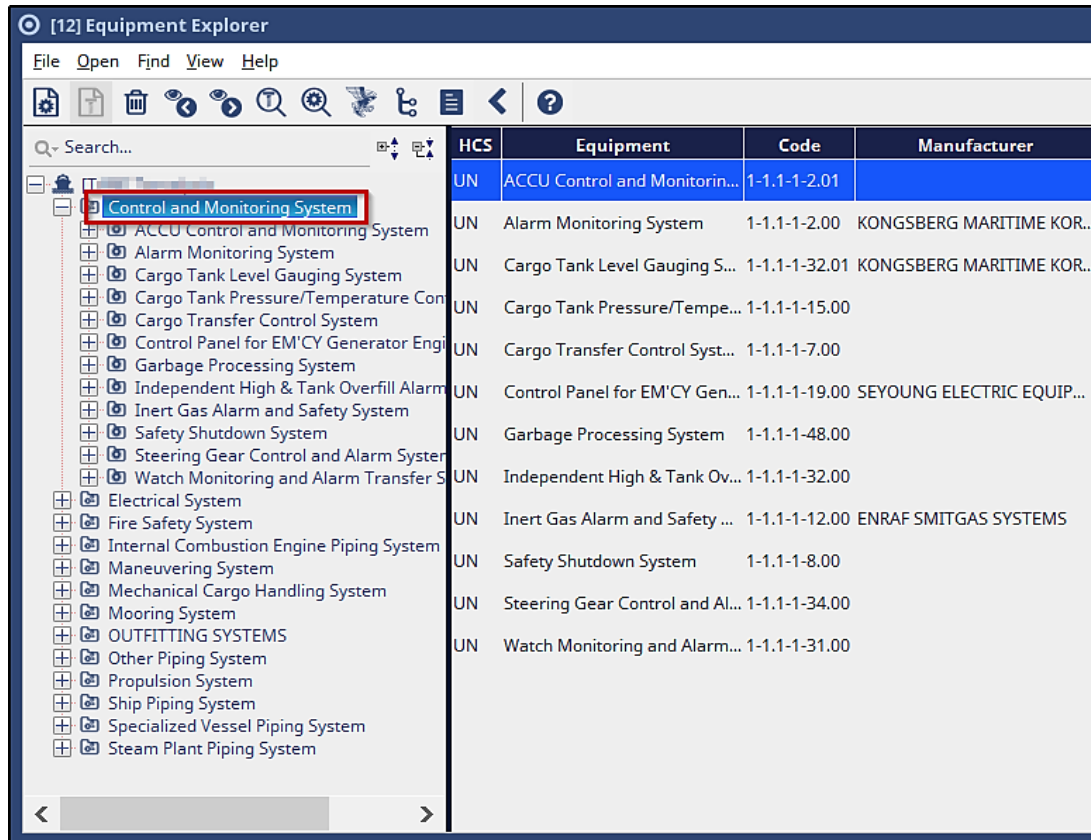 [12] Equipment Explorer
File Open Find View Help
Search...
Control and Monitoring System
ACCU Control and Monitoring System
Alarm Monitoring System
Cargo Tank Level Gauging System
Cargo Tank Pressure/Temperature Con
Cargo Transfer Control System
Control Panel for EM'CY Generator Engi
Garbage Processing System
Independent High & Tank Overfill Alarm
Inert Gas Alarm and Safety System
Safety Shutdown System
Steering Gear Control and Alarm System
Watch Monitoring and Alarm Transfer S
Electrical System
Fire Safety System
Internal Combustion Engine Piping System
Maneuvering System
Mechanical Cargo Handling System
Mooring System
OUTFITTING SYSTEMS
Other Piping System
Propulsion System
Ship Piping System
Specialized Vessel Piping System
Steam Plant Piping System
HCS Equipment Code Manufacturer
UN ACCU Control and Monitorin... 1-1.1-1-2.01
UN Alarm Monitoring System 1-1.1-1-2.00 KONGSBERG MARITIME KOR...
UN Cargo Tank Level Gauging S... 1-1.1-1-32.01 KONGSBERG MARITIME KOR...
UN Cargo Tank Pressure/Tempe... 1-1.1-1-15.00
UN Cargo Transfer Control Syst... 1-1.1-1-7.00
UN Control Panel for EM'CY Gen... 1-1.1-1-19.00 SEYOUNG ELECTRIC EQUIP...
UN Garbage Processing System 1-1.1-1-48.00
UN Independent High & Tank Ov... 1-1.1-1-32.00
UN Inert Gas Alarm and Safety ... 1-1.1-1-12.00 ENRAF SMITGAS SYSTEMS
UN Safety Shutdown System 1-1.1-1-8.00
UN Steering Gear Control and Al... 1-1.1-1-34.00
UN Watch Monitoring and Alarm... 1-1.1-1-31.00